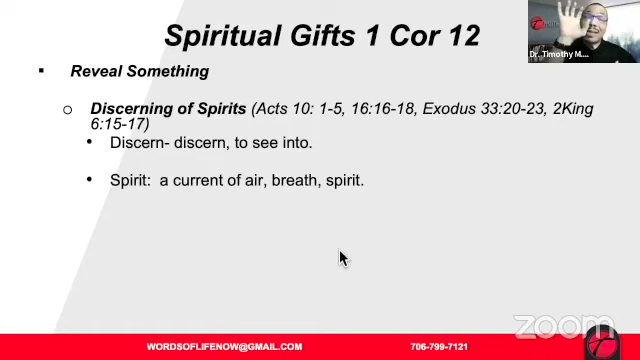 Spiritual Gifts 1 Cor 12
Dr. Timothy M....
▪ Reveal Something
o Discerning of Spirits (Acts 10: 1-5, 16:16-18, Exodus 33:20-23, 2King
6:15-17)
• Discern- discern, to see into.
• Spirit: a current of air, breath, spirit.
zoom
WORDSOFLIFENOW@GMAIL.COM 706-799-7121